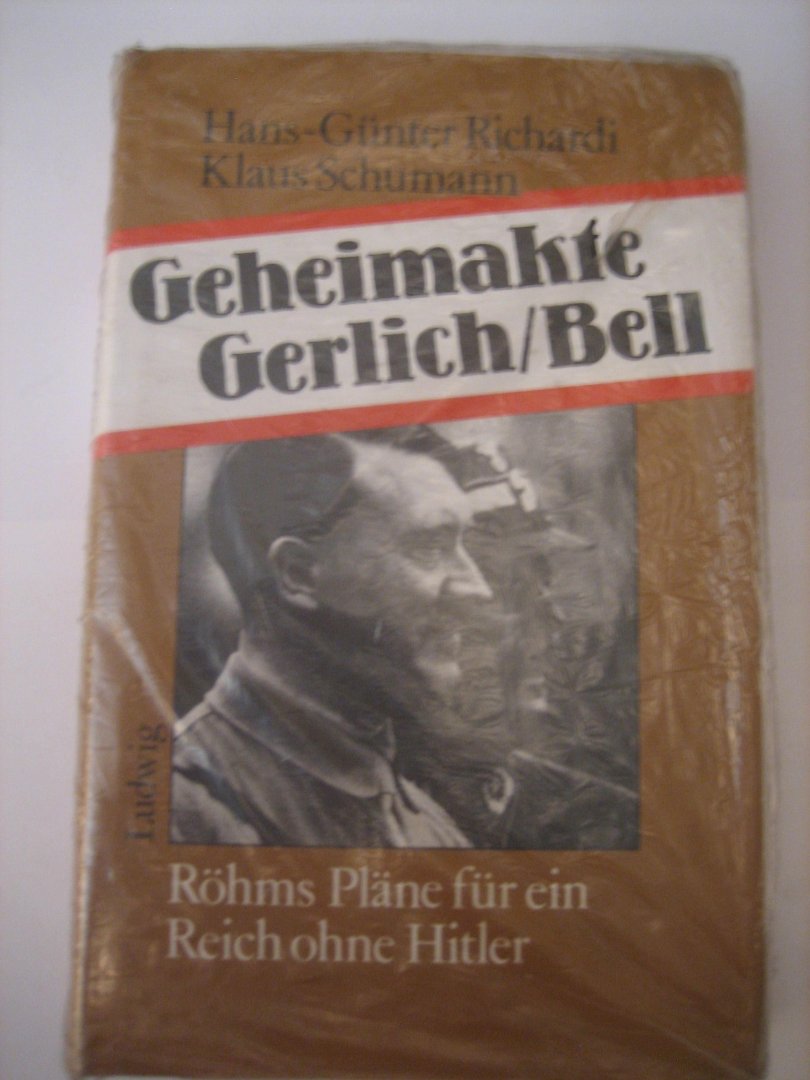 Hans-Günter Richardi
Klaus Schumann
Geheimakte
Gerlich/Bell
Ludwig
Röhms Pläne für ein
Reich ohne Hitler